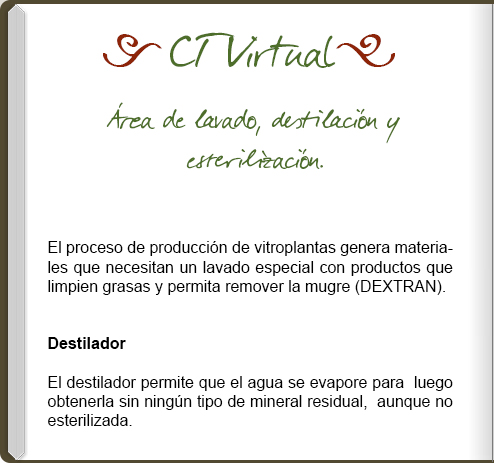 CT Virtual
Área de lavado, destilación y
esterilización.
El proceso de producción de vitroplantas genera materia-
les que necesitan un lavado especial con productos que
limpien grasas y permita remover la mugre (DEXTRAN).
Destilador
El destilador permite que el agua se evapore para  luego
obtenerla sin ningún tipo de mineral residual,  aunque no
esterilizada.